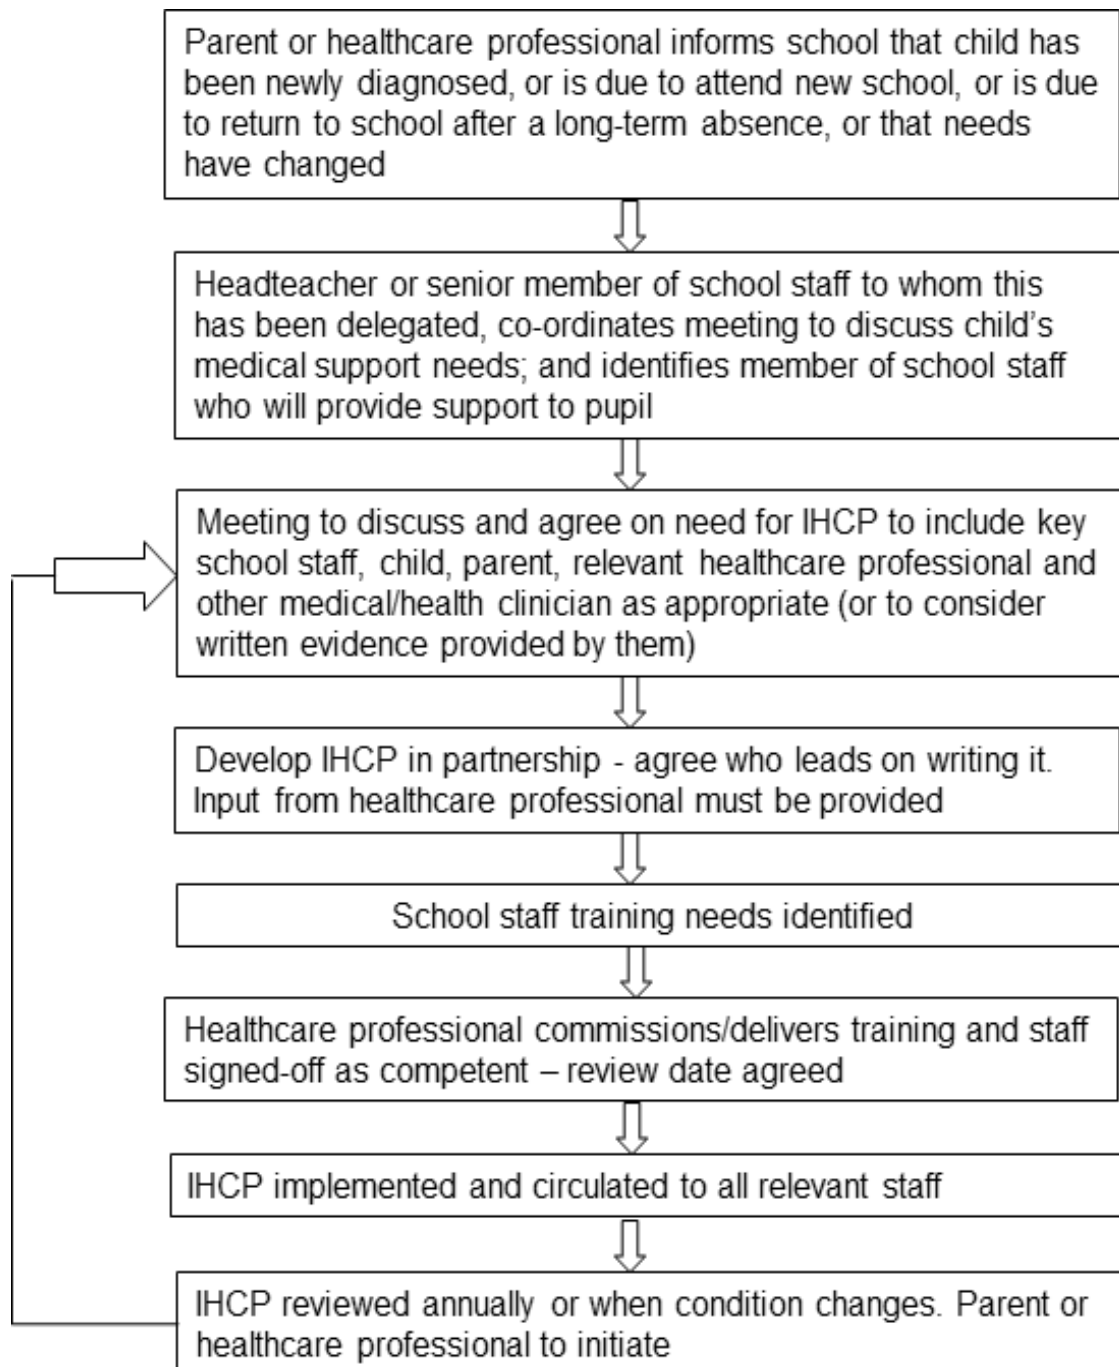 Parent or healthcare professional informs school that child has
been newly diagnosed, or is due to attend new school, or is due
to return to school after a long-term absence, or that needs
have changed
Headteacher or senior member of school staff to whom this
has been delegated, co-ordinates meeting to discuss child's
medical support needs; and identifies member of school staff
who will provide support to pupil
Meeting to discuss and agree on need for IHCP to include key
school staff, child, parent, relevant healthcare professional and
other medical/health clinician as appropriate (or to consider
written evidence provided by them)
Develop IHCP in partnership - agree who leads on writing it.
Input from healthcare professional must be provided
School staff training needs identified
Healthcare professional commissions/delivers training and staff
signed-off as competent – review date agreed
IHCP implemented and circulated to all relevant staff
IHCP reviewed annually or when condition changes. Parent or
healthcare professional to initiate